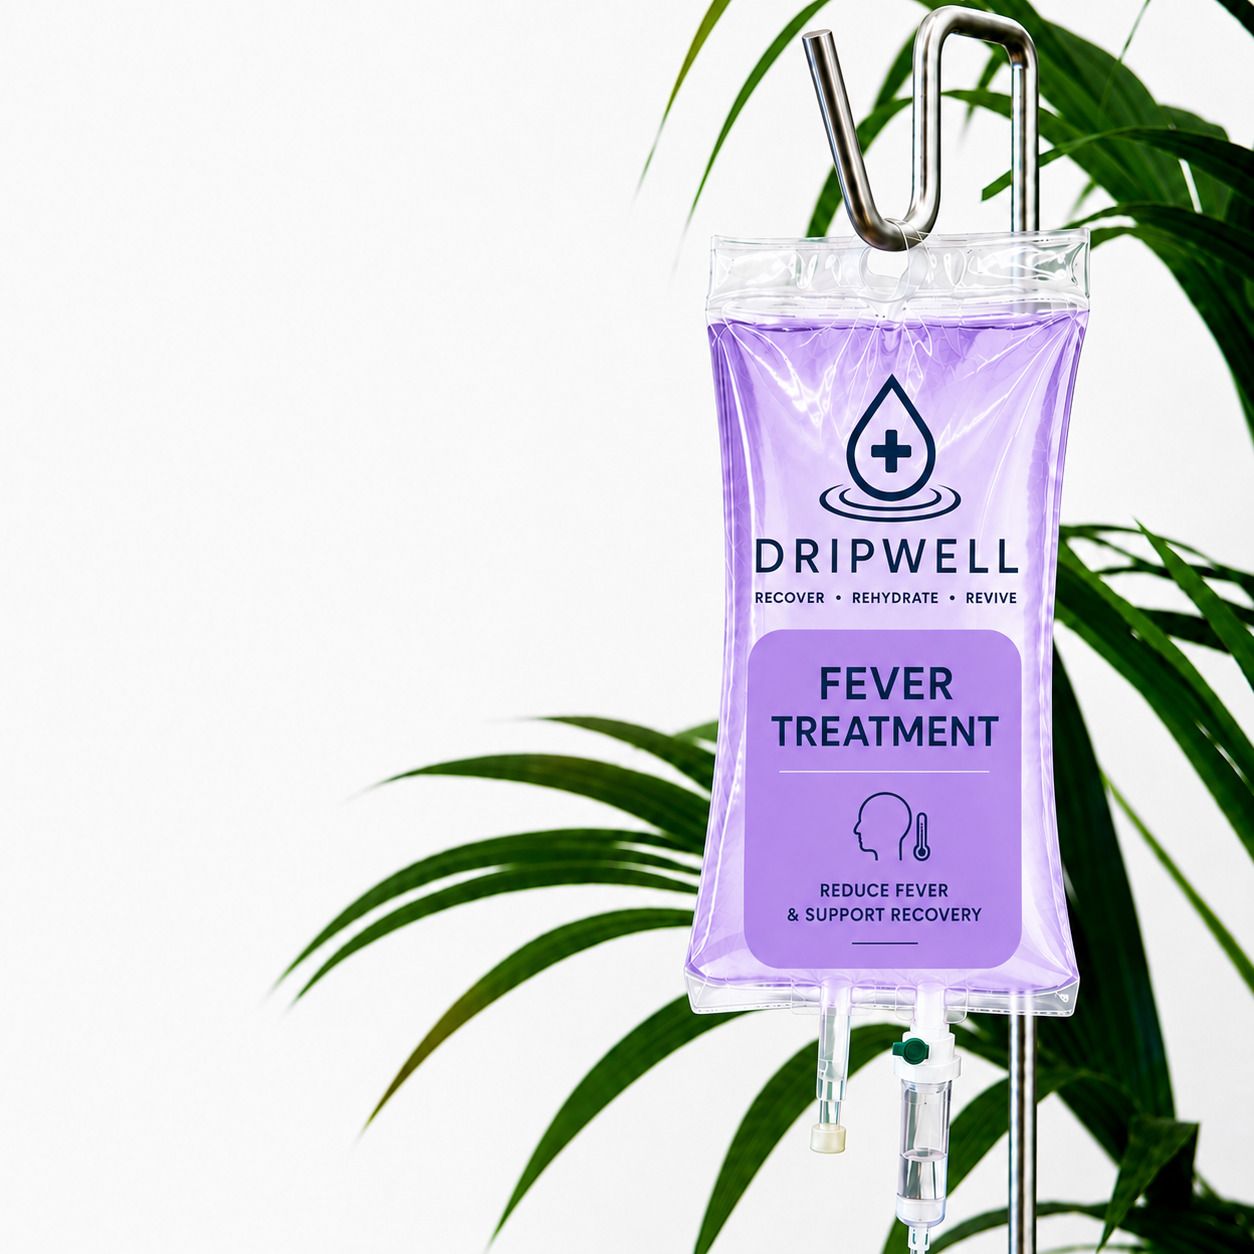 DRIPWELL
RECOVER • REHYDRATE • REVIVE
FEVER
TREATMENT
REDUCE FEVER
& SUPPORT RECOVERY